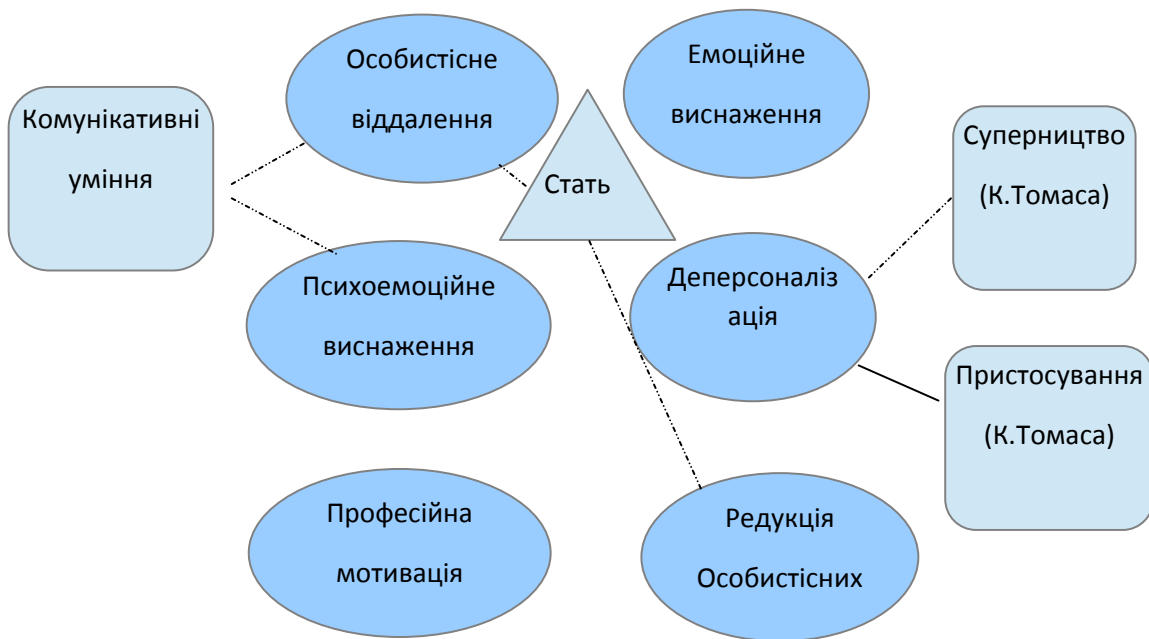 Особистісне
віддалення
Емоційне
виснаження
Комунікативні
уміння
Стать
Суперництво
(К.Томаса)
Психоемоційне
виснаження
Деперсоналіз
ація
Пристосування
(К.Томаса)
Професійна
мотивація
Редукція
Особистісних